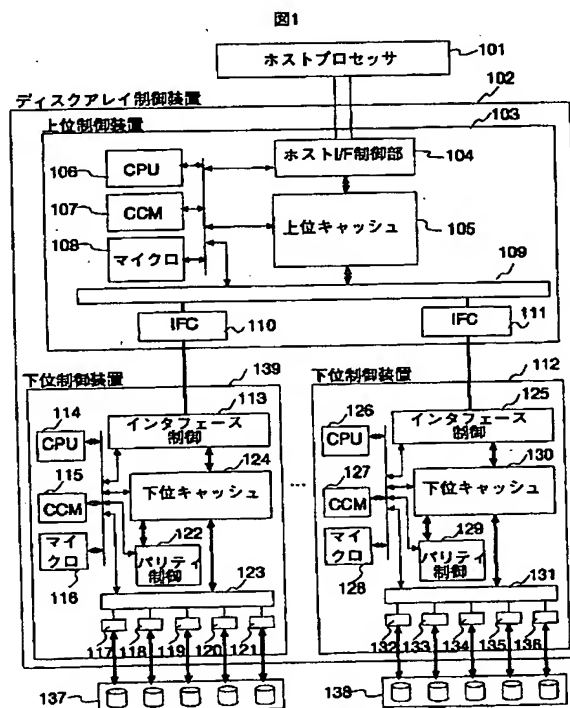 図1
ホストプロセッサ
101
102
ディスクアレイ制御装置
103
上位制御装置
ホストI/F制御部
104
106
CPU
107
CCM
108
マイクロ
上位キャッシュ
105
109
IFC
110
IFC
111
下位制御装置
139
113
インタフェース
制御
114
CPU
124
下位キャッシュ
115
CCM
122
パリティ
制御
マイクロ
116
123
117
118
119
120
121
137
...
下位制御装置
112
125
インタフェース
制御
126
CPU
130
下位キャッシュ
127
CCM
129
パリティ
制御
マイクロ
128
131
132
133
134
135
136
138